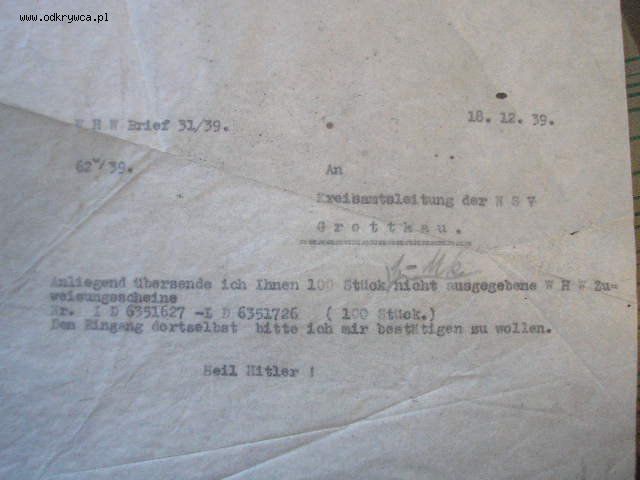 www.odkrywca.pl
W H W Brief 31/39.
18. 12. 39.
62 /39.
An
Kreisamtsleitung der N S V
Grottkau.
Anliegend übersende ich Ihnen 100 Stück/nicht ausgegebene W H W Zu=
weisungsscheine
Nr. I D 6351627 -I D 6351726 ( 100 Stück.)
Den Eingang dortselbst bitte ich mir bestätigen zu wollen.
Heil Hitler !